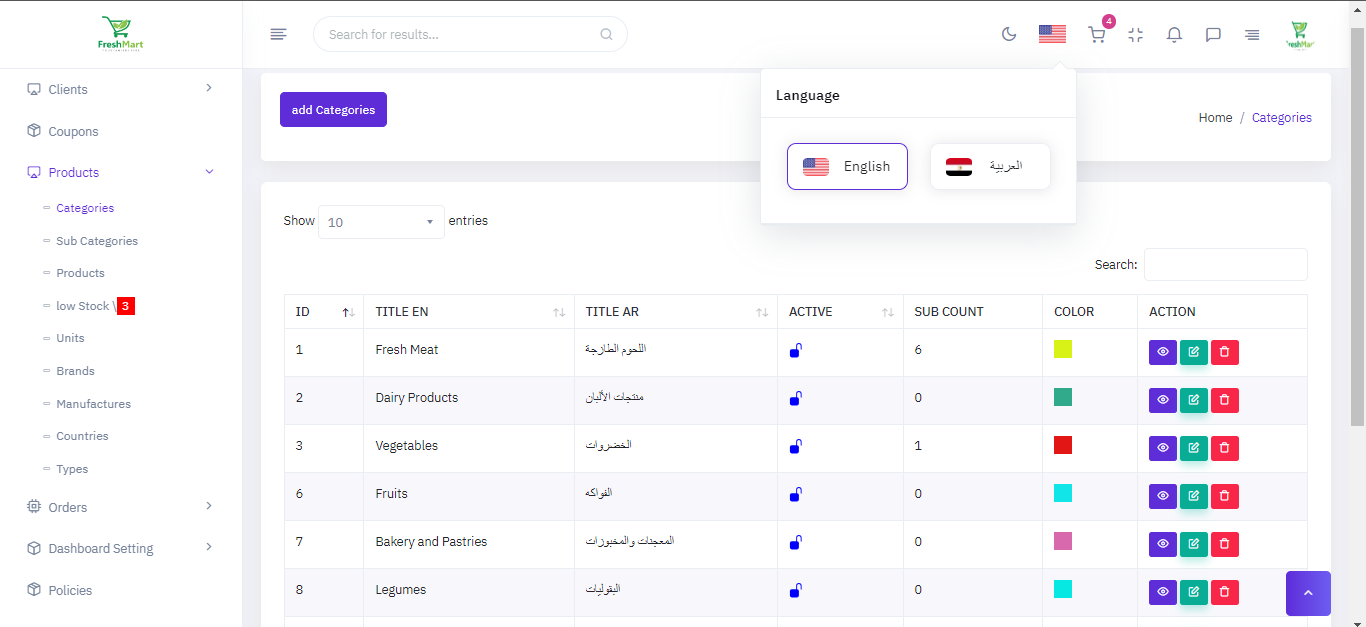 FreshMart
Search for results...
4
Clients
Coupons
Products
Categories
Sub Categories
Products
low Stock \ 3
Units
Brands
Manufactures
Countries
Types
Orders
Dashboard Setting
Policies
add Categories
Language
English
العربية
Home / Categories
Show 10 entries
Search:
ID TITLE EN TITLE AR ACTIVE SUB COUNT COLOR ACTION
1 Fresh Meat اللحوم الطازجة 6
2 Dairy Products منتجات الألبان 0
3 Vegetables الخضروات 1
6 Fruits الفواكه 0
7 Bakery and Pastries المعجنات والمخبوزات 0
8 Legumes البقوليات 0